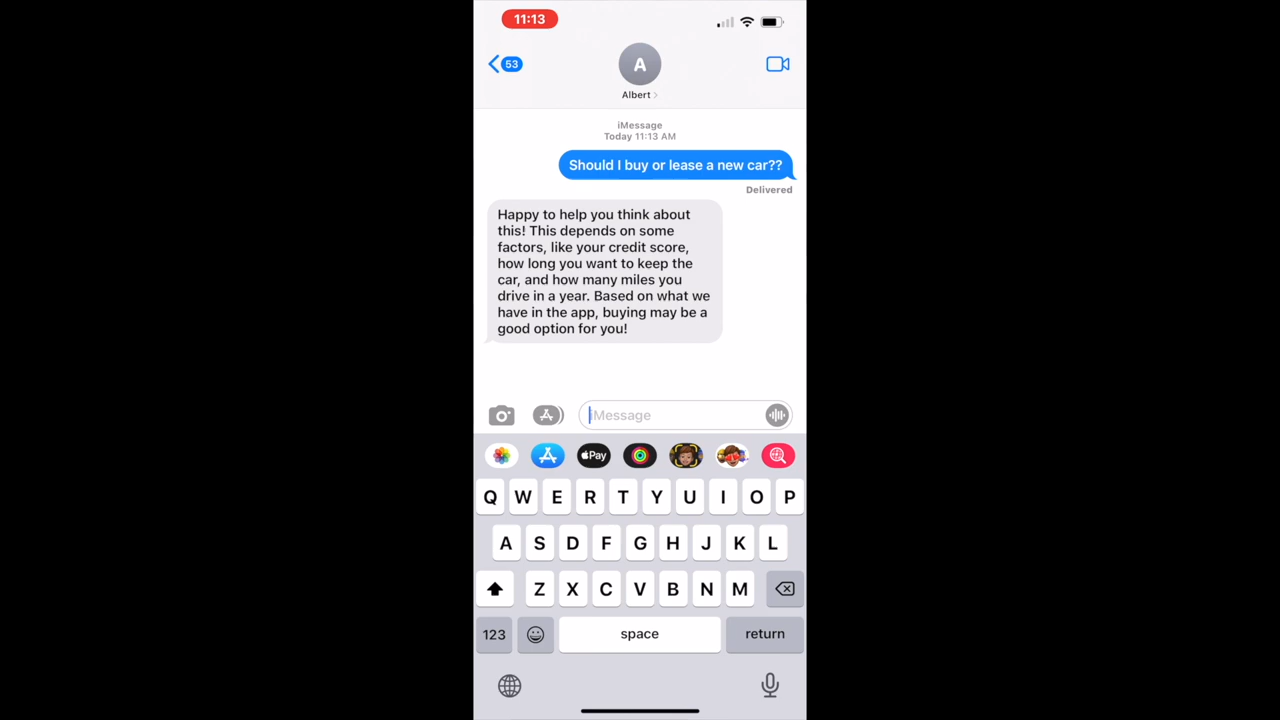 11:13
53
A
Albert
iMessage
Today 11:13 AM
Should I buy or lease a new car??
Delivered
Happy to help you think about
this! This depends on some
factors, like your credit score,
how long you want to keep the
car, and how many miles you
drive in a year. Based on what we
have in the app, buying may be a
good option for you!
iMessage
Pay
Q W E R T Y U I O P
A S D F G H J K L
Z X C V B N M
123 space return